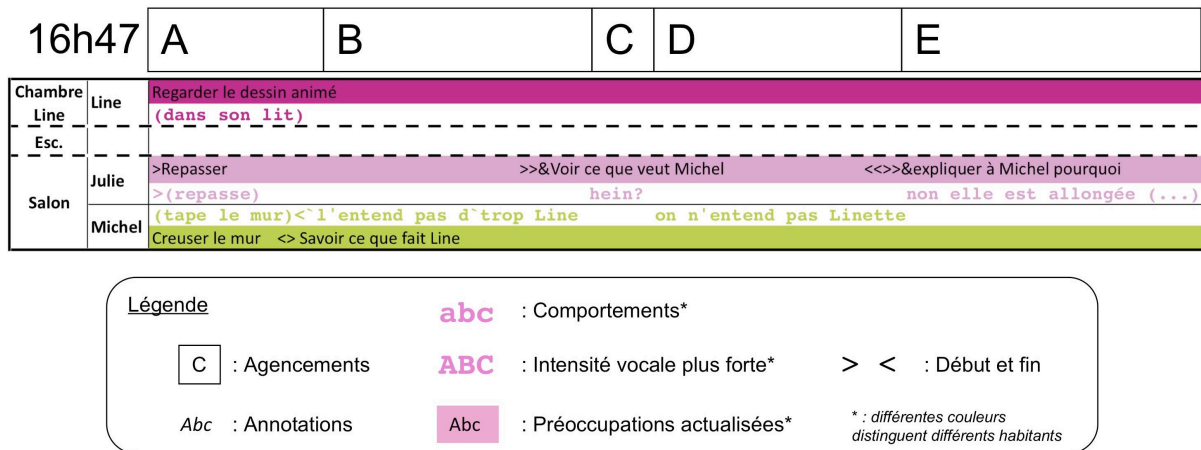 16h47 A B C D E
Chambre Line Line Regarder le dessin animé
(dans son lit)
Esc.
Salon Julie >Repasser >>&Voir ce que veut Michel <<>>&expliquer à Michel pourquoi
>(repasse) hein? non elle est allongée (...)
Michel (tape le mur)<`l'entend pas d`trop Line on n'entend pas Linette
Creuser le mur <> Savoir ce que fait Line
Légende
abc : Comportements*
C : Agencements ABC : Intensité vocale plus forte* > < : Début et fin
Abc : Annotations Abc : Préoccupations actualisées* * : différentes couleurs
distinguent différents habitants